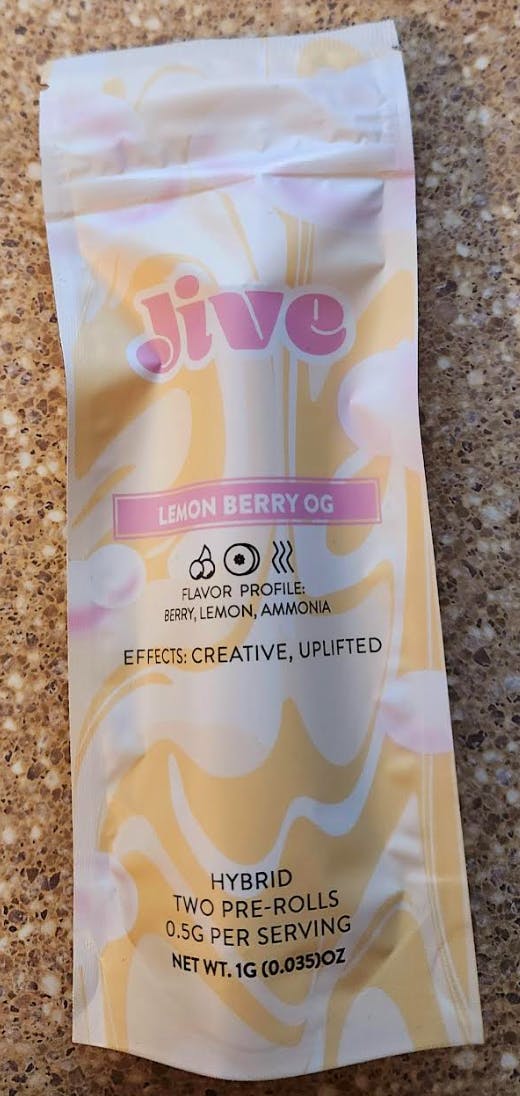 Jive
LEMON BERRY OG
FLAVOR PROFILE:
BERRY, LEMON, AMMONIA
EFFECTS: CREATIVE, UPLIFTED
HYBRID
TWO PRE-ROLLS
0.5G PER SERVING
NET WT. 1G (0.035)OZ